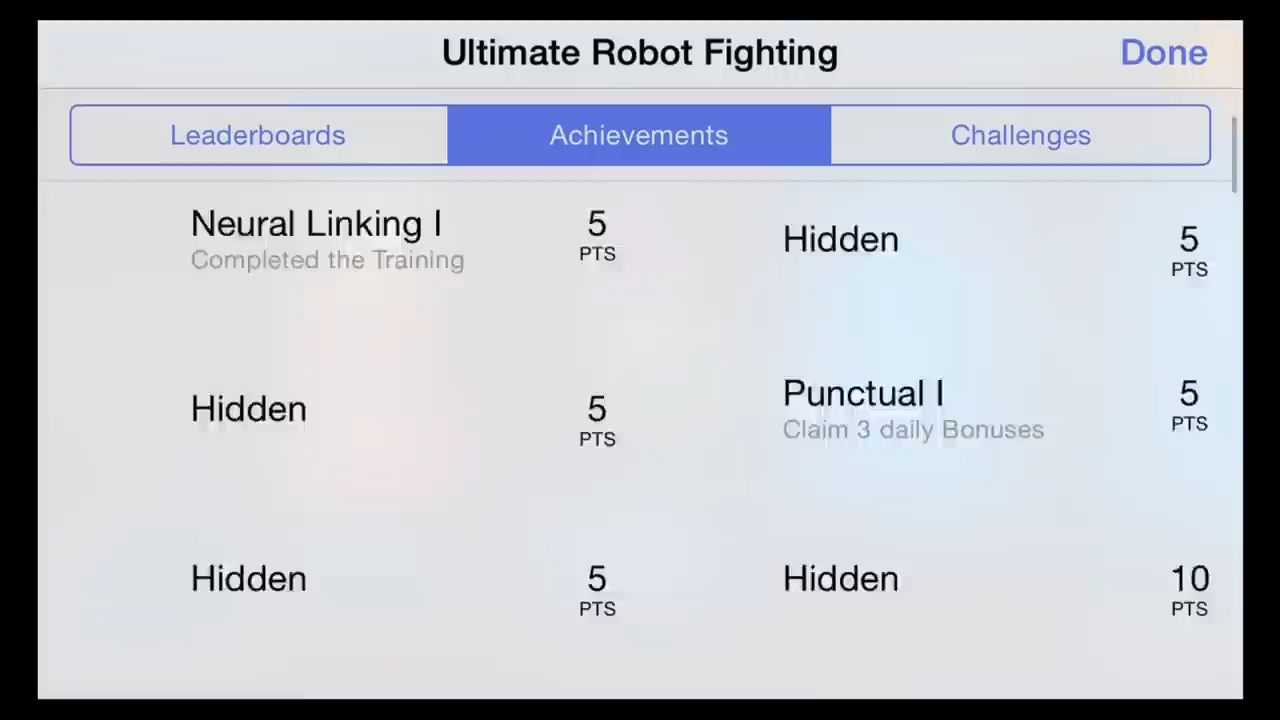 Ultimate Robot Fighting
Done
Leaderboards
Achievements
Challenges
Neural Linking I
Completed the Training
5
PTS
Hidden
5
PTS
Hidden
5
PTS
Punctual I
Claim 3 daily Bonuses
5
PTS
Hidden
5
PTS
Hidden
10
PTS